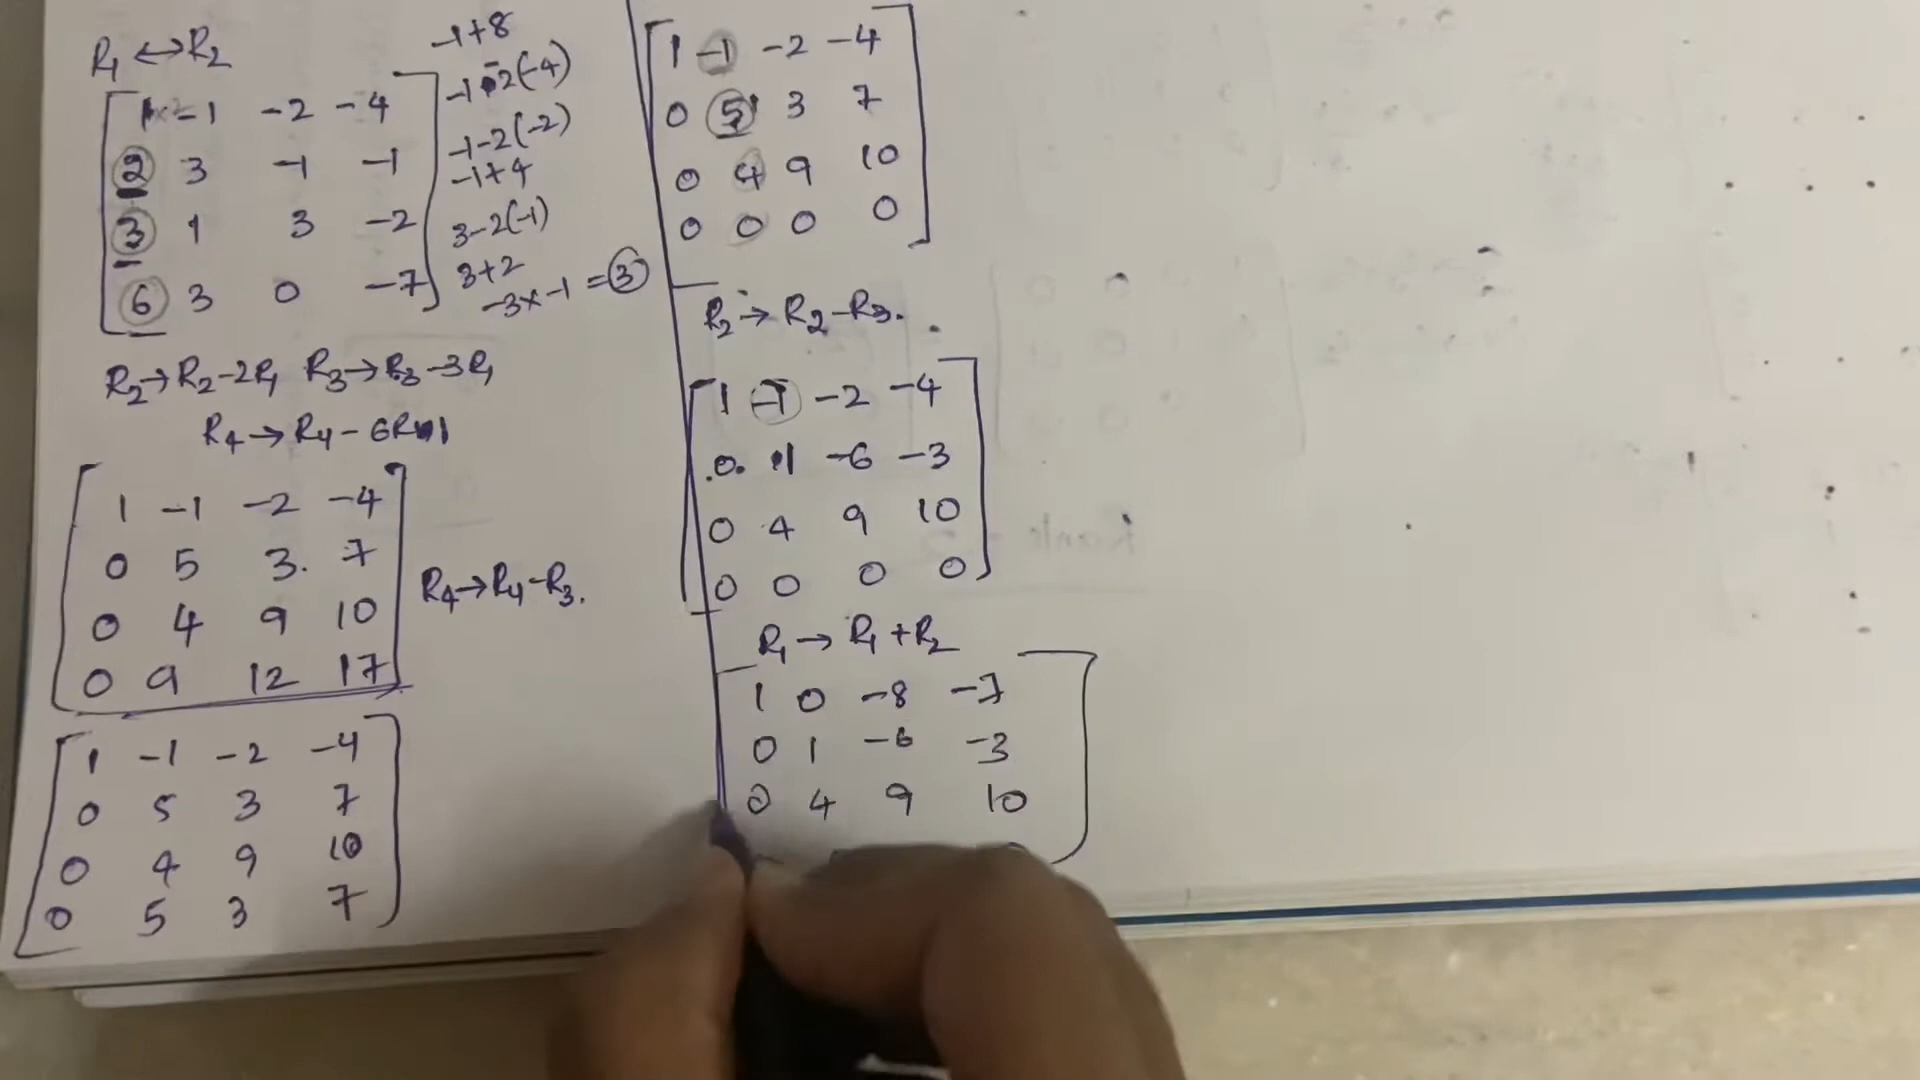 R1 ↔ R2
1 -1 -2 -4
2 3 -1 -1
3 1 3 -2
6 3 0 -7
-1+8
-1-2(-4)
-1-2(-2)
-1+4
3-2(-1)
3+2
-3×-1 = 3
R2→R2-2R1 R3→R3-3R1
R4→R4-6R1
1 -1 -2 -4
0 5 3. 7
0 4 9 10
0 9 12 17
R4→R4-R3.
1 -1 -2 -4
0 5 3 7
0 4 9 10
0 5 3 7
1 -1 -2 -4
0 5 3 7
0 4 9 10
0 0 0 0
R2→R2-R3.
1 -1 -2 -4
0 1 -6 -3
0 4 9 10
0 0 0 0
R1→R1+R2
1 0 -8 -7
0 1 -6 -3
0 4 9 10